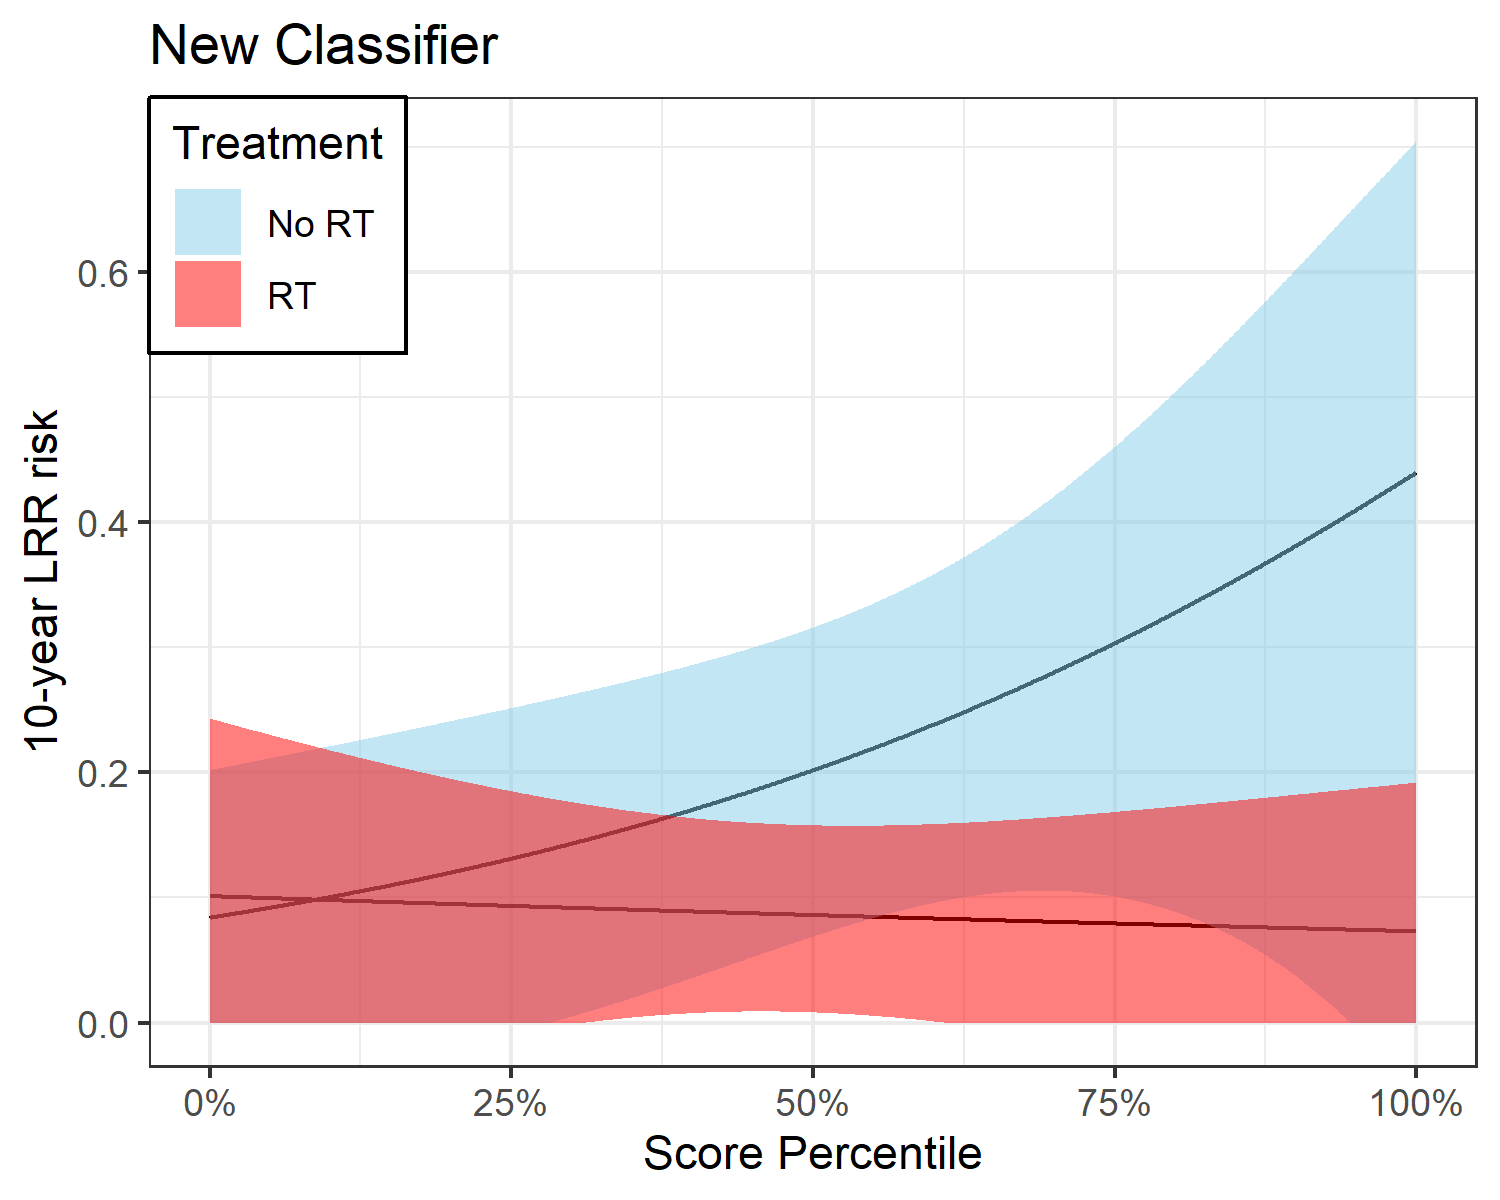 New Classifier
Treatment
No RT
RT
10-year LRR risk
0.6
0.4
0.2
0.0
0%
25%
50%
75%
100%
Score Percentile